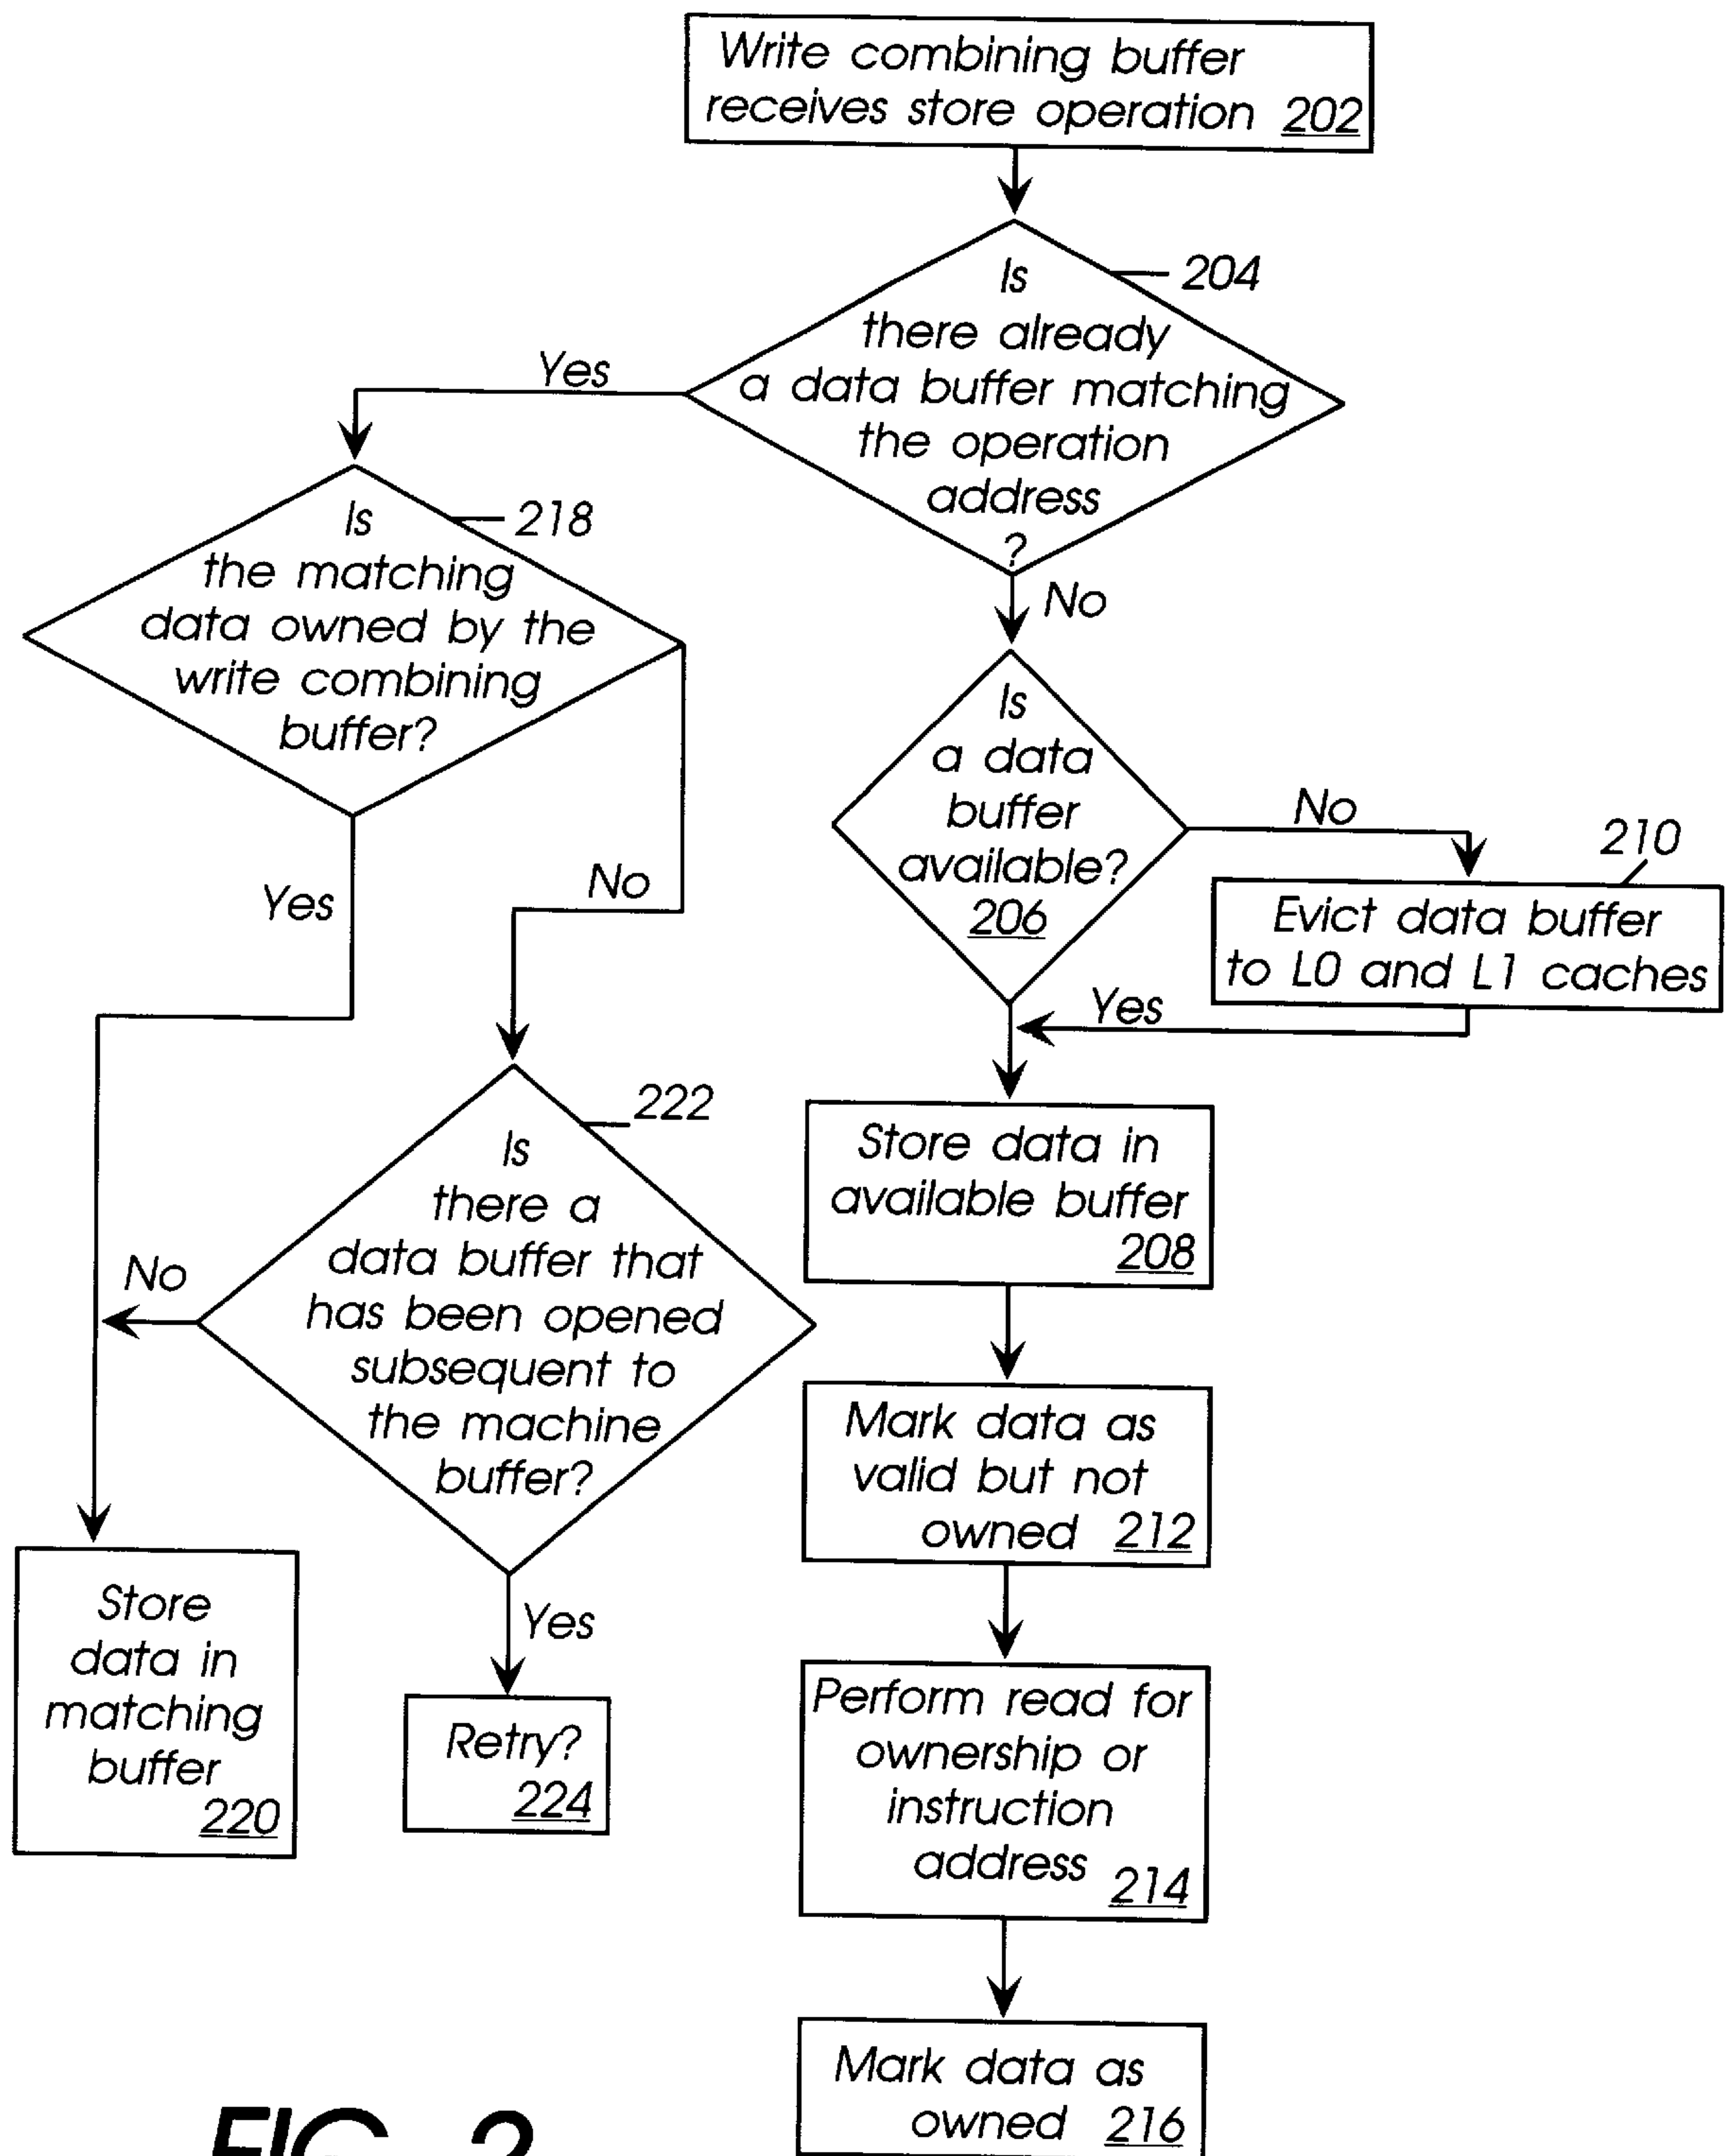 Write combining buffer
receives store operation 202
204
Is
there already
a data buffer matching
the operation
address
?
Yes
No
218
Is
the matching
data owned by the
write combining
buffer?
Yes
No
Is
a data
buffer
available?
206
No
210
Evict data buffer
to L0 and L1 caches
Yes
222
Is
there a
data buffer that
has been opened
subsequent to
the machine
buffer?
No
Yes
Store data in
available buffer
208
Mark data as
valid but not
owned 212
Store
data in
matching
buffer
220
Retry?
224
Perform read for
ownership or
instruction
address 214
Mark data as
owned 216
FIG. 2